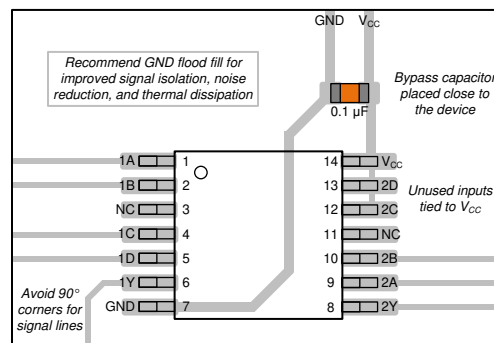 GND VCC
Recommend GND flood fill for
improved signal isolation, noise
reduction, and thermal dissipation
Bypass capacitor
placed close to
the device
0.1 µF
1A 1 14 VCC
1B 2 13 2D
Unused inputs
tied to VCC
NC 3 12 2C
1C 4 11 NC
1D 5 10 2B
1Y 6 9 2A
Avoid 90°
corners for
signal lines
GND 7 8 2Y